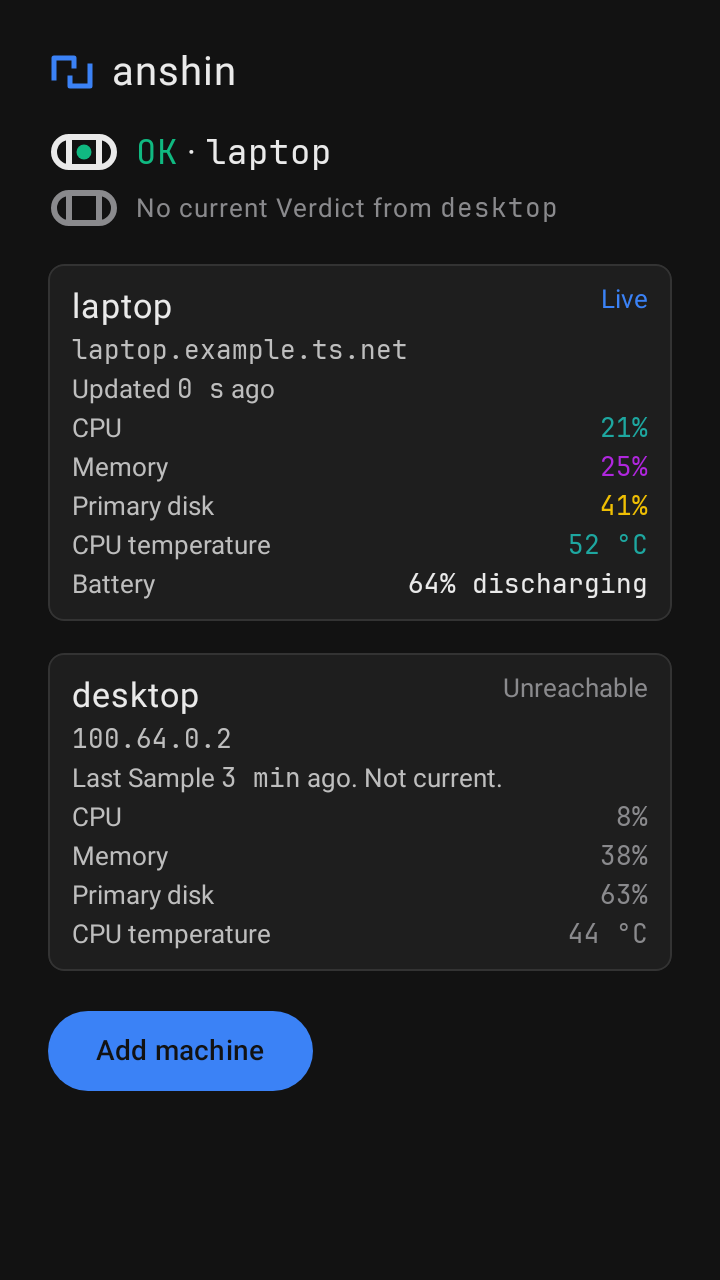 anshin
OK · laptop
No current Verdict from desktop
laptop
Live
laptop.example.ts.net
Updated 0 s ago
CPU 21%
Memory 25%
Primary disk 41%
CPU temperature 52 °C
Battery 64% discharging
desktop
Unreachable
100.64.0.2
Last Sample 3 min ago. Not current.
CPU 8%
Memory 38%
Primary disk 63%
CPU temperature 44 °C
Add machine